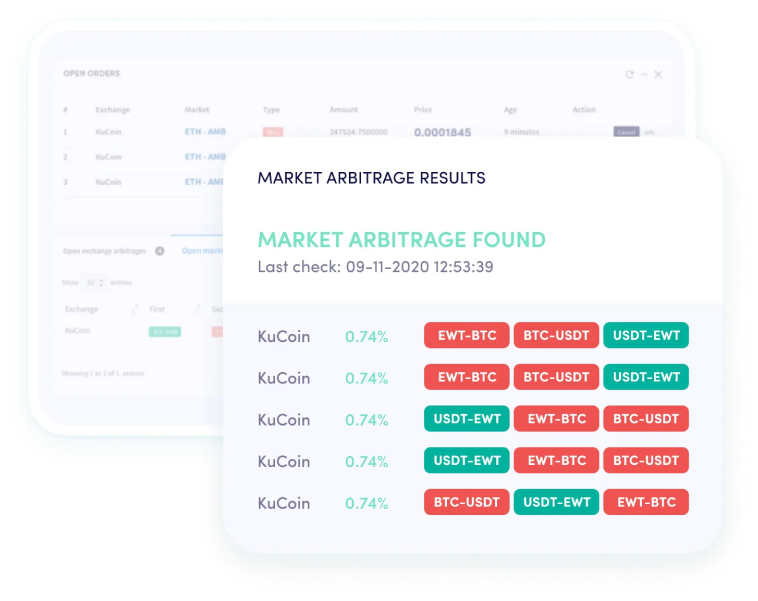 OPEN ORDERS
# Exchange Market Type Amount Price Age Action
1 KuCoin ETH - AMB SELL 247524.7500000 0.0001845 9 minutes Cancel Info
2 KuCoin ETH - AMB
3 KuCoin ETH - AMB
MARKET ARBITRAGE RESULTS
MARKET ARBITRAGE FOUND
Last check: 09-11-2020 12:53:39
Open exchange arbitrages 4 Open mark
Show 50 entries
Exchange First Sec
KuCoin
Showing 1 to 1 of 1. entries
KuCoin 0.74% EWT-BTC BTC-USDT USDT-EWT
KuCoin 0.74% EWT-BTC BTC-USDT USDT-EWT
KuCoin 0.74% USDT-EWT EWT-BTC BTC-USDT
KuCoin 0.74% USDT-EWT EWT-BTC BTC-USDT
KuCoin 0.74% BTC-USDT USDT-EWT EWT-BTC